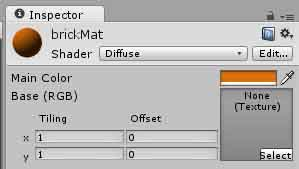 Inspector
brickMat
Shader Diffuse Edit...
Main Color
Base (RGB)
None
(Texture)
Tiling Offset
x 1 0
y 1 0
Select